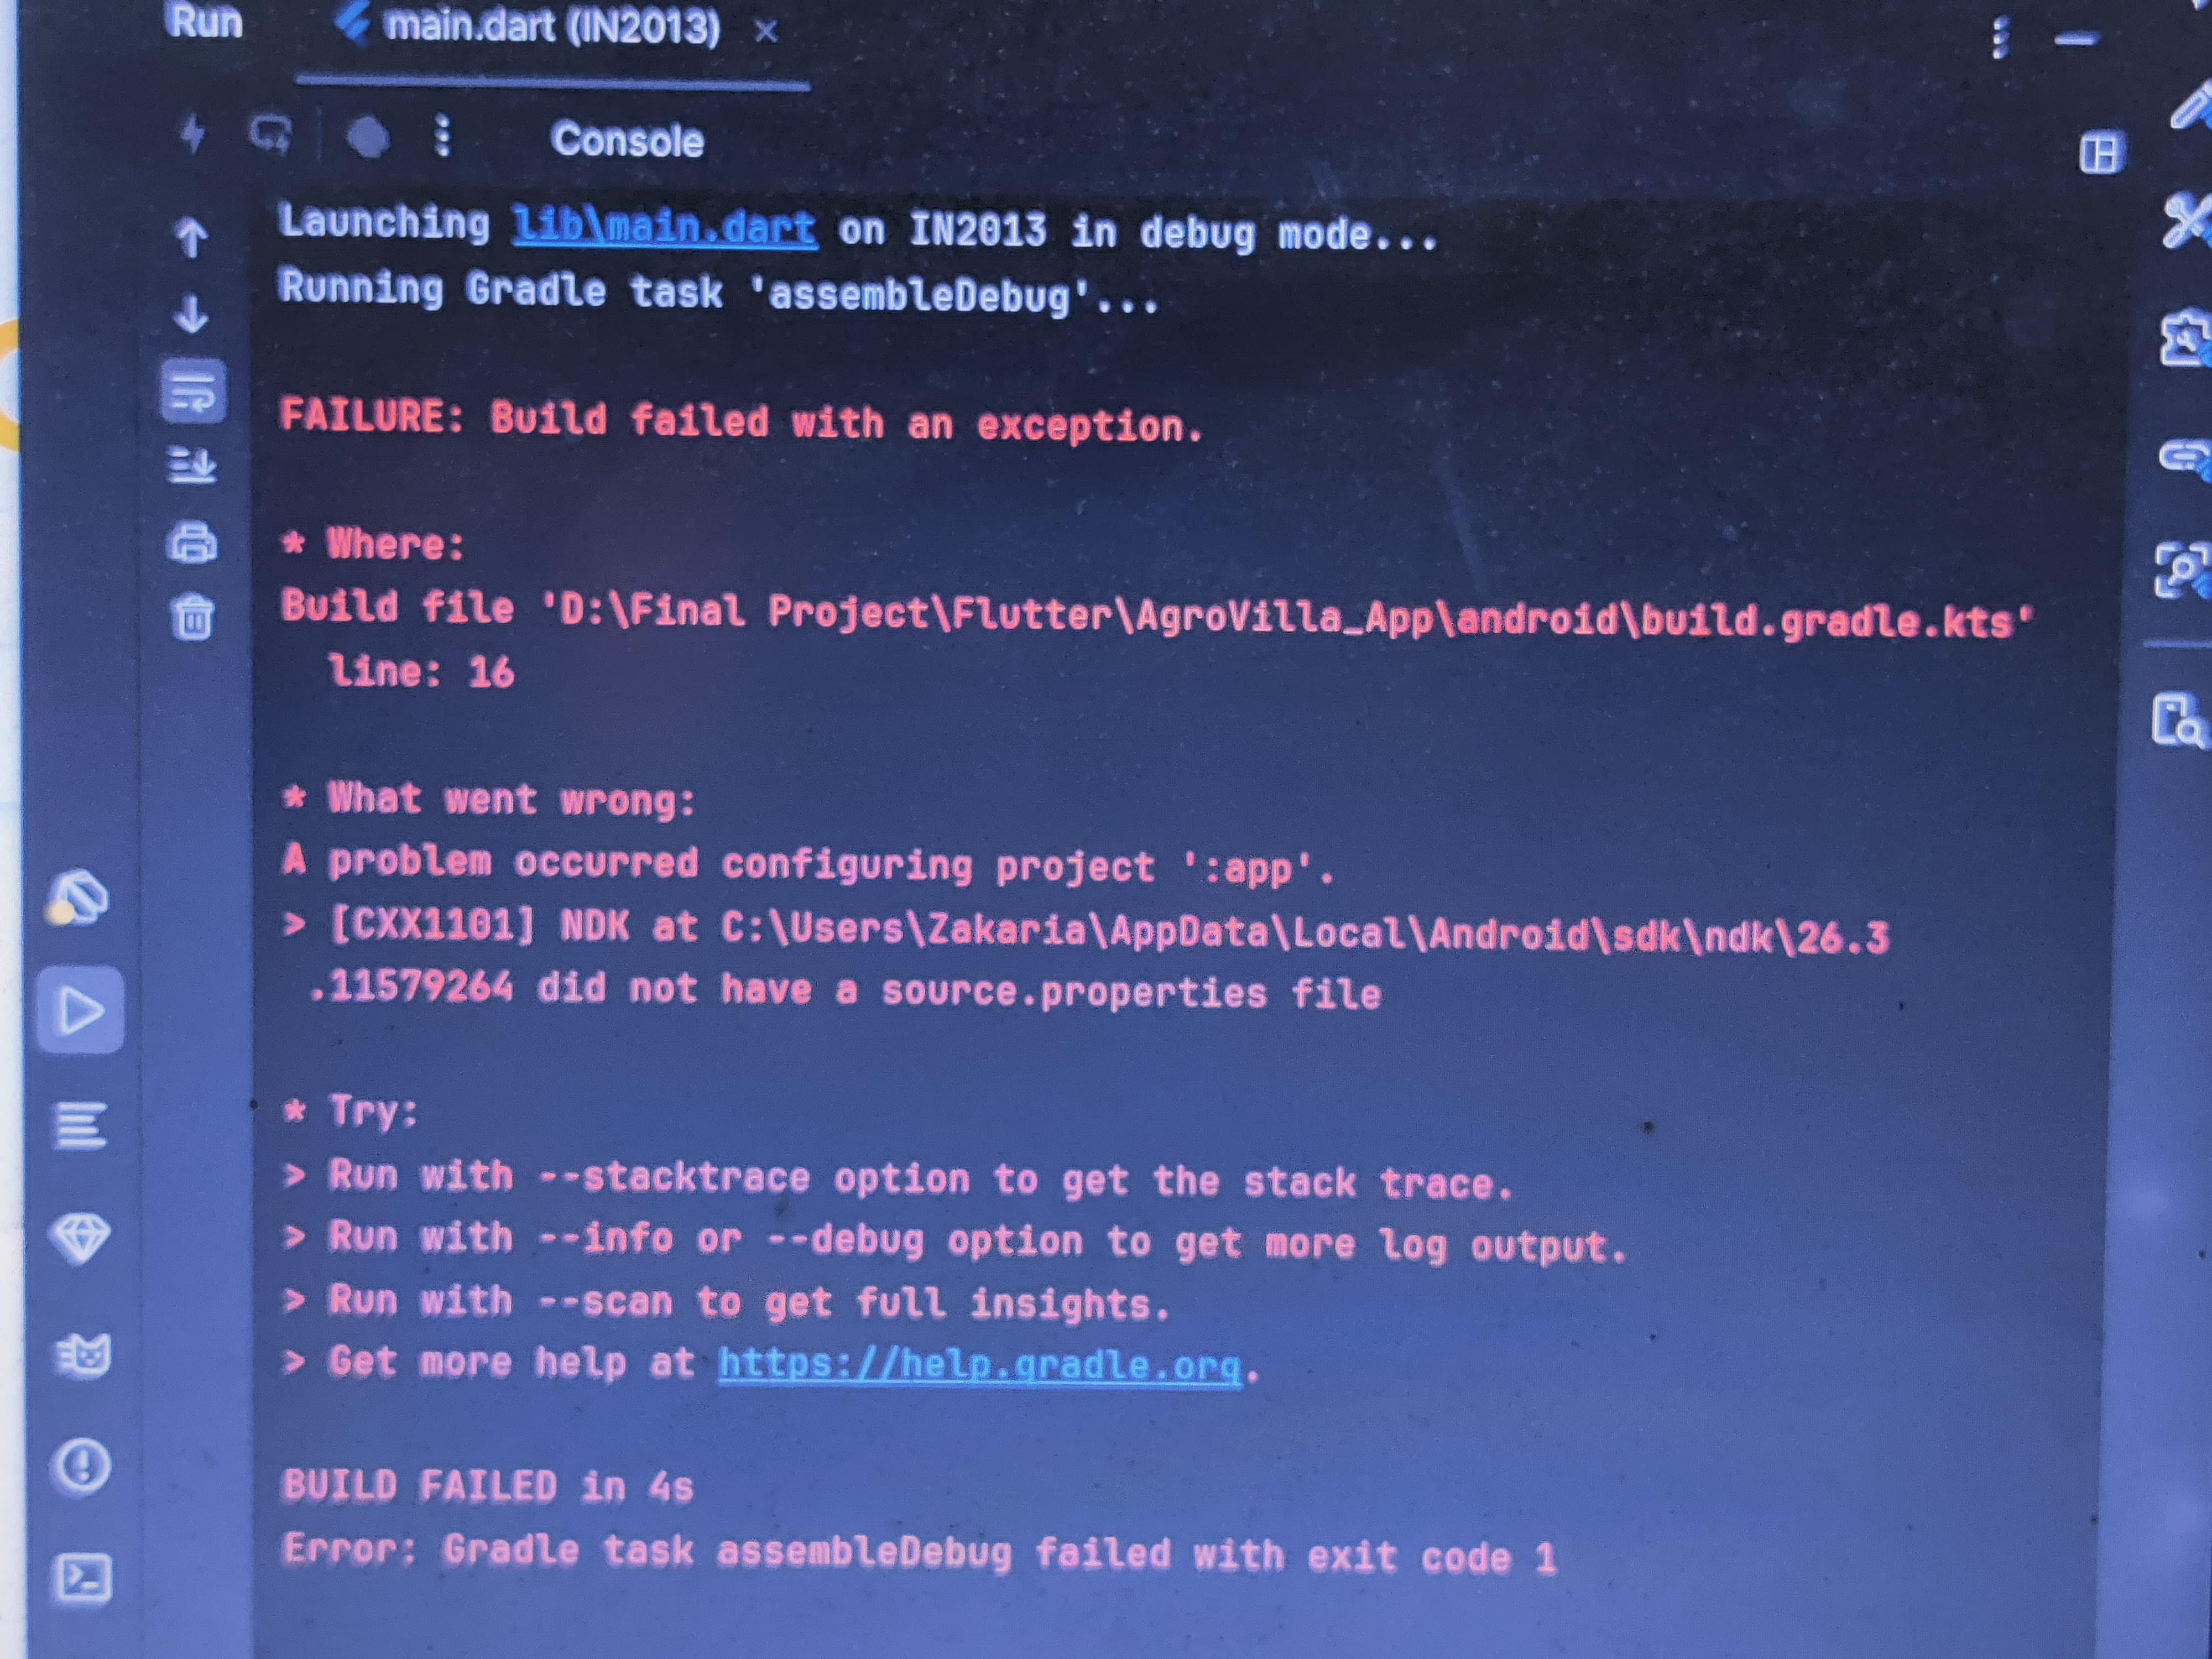 Run main.dart (IN2013)
Console
Launching lib\main.dart on IN2013 in debug mode...
Running Gradle task 'assembleDebug'...
FAILURE: Build failed with an exception.
* Where:
Build file 'D:\Final Project\Flutter\AgroVilla_App\android\build.gradle.kts'
line: 16
* What went wrong:
A problem occurred configuring project ':app'.
> [CXX1101] NDK at C:\Users\Zakaria\AppData\Local\Android\sdk\ndk\26.3
.11579264 did not have a source.properties file
* Try:
> Run with --stacktrace option to get the stack trace.
> Run with --info or --debug option to get more log output.
> Run with --scan to get full insights.
> Get more help at https://help.gradle.org.
BUILD FAILED in 4s
Error: Gradle task assembleDebug failed with exit code 1